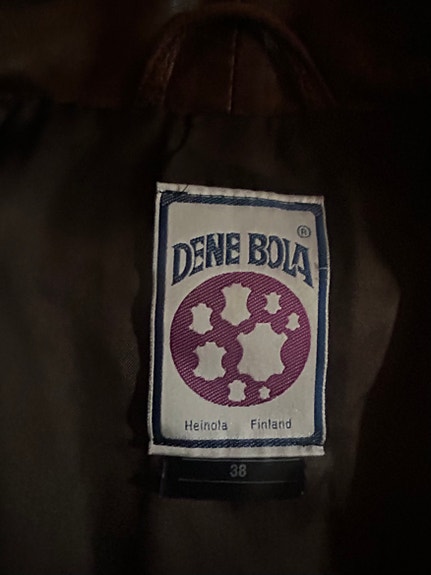 ®
DENE BOLA
Heinola Finland
38